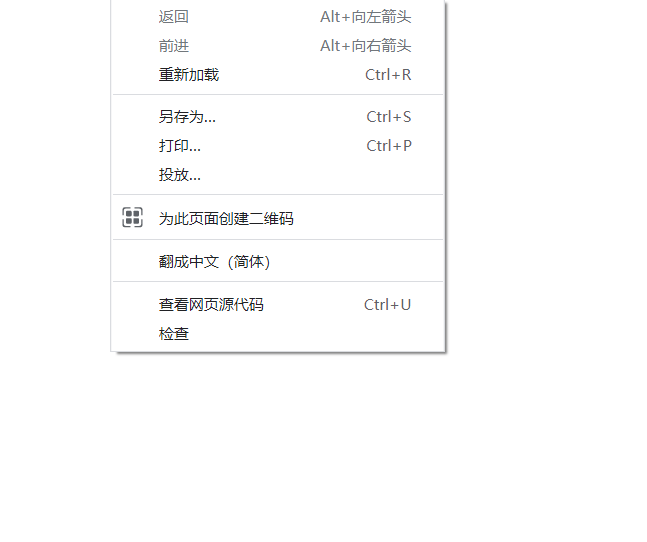 返回 Alt+向左箭头
前进 Alt+向右箭头
重新加载 Ctrl+R
另存为... Ctrl+S
打印... Ctrl+P
投放...
为此页面创建二维码
翻成中文（简体）
查看网页源代码 Ctrl+U
检查